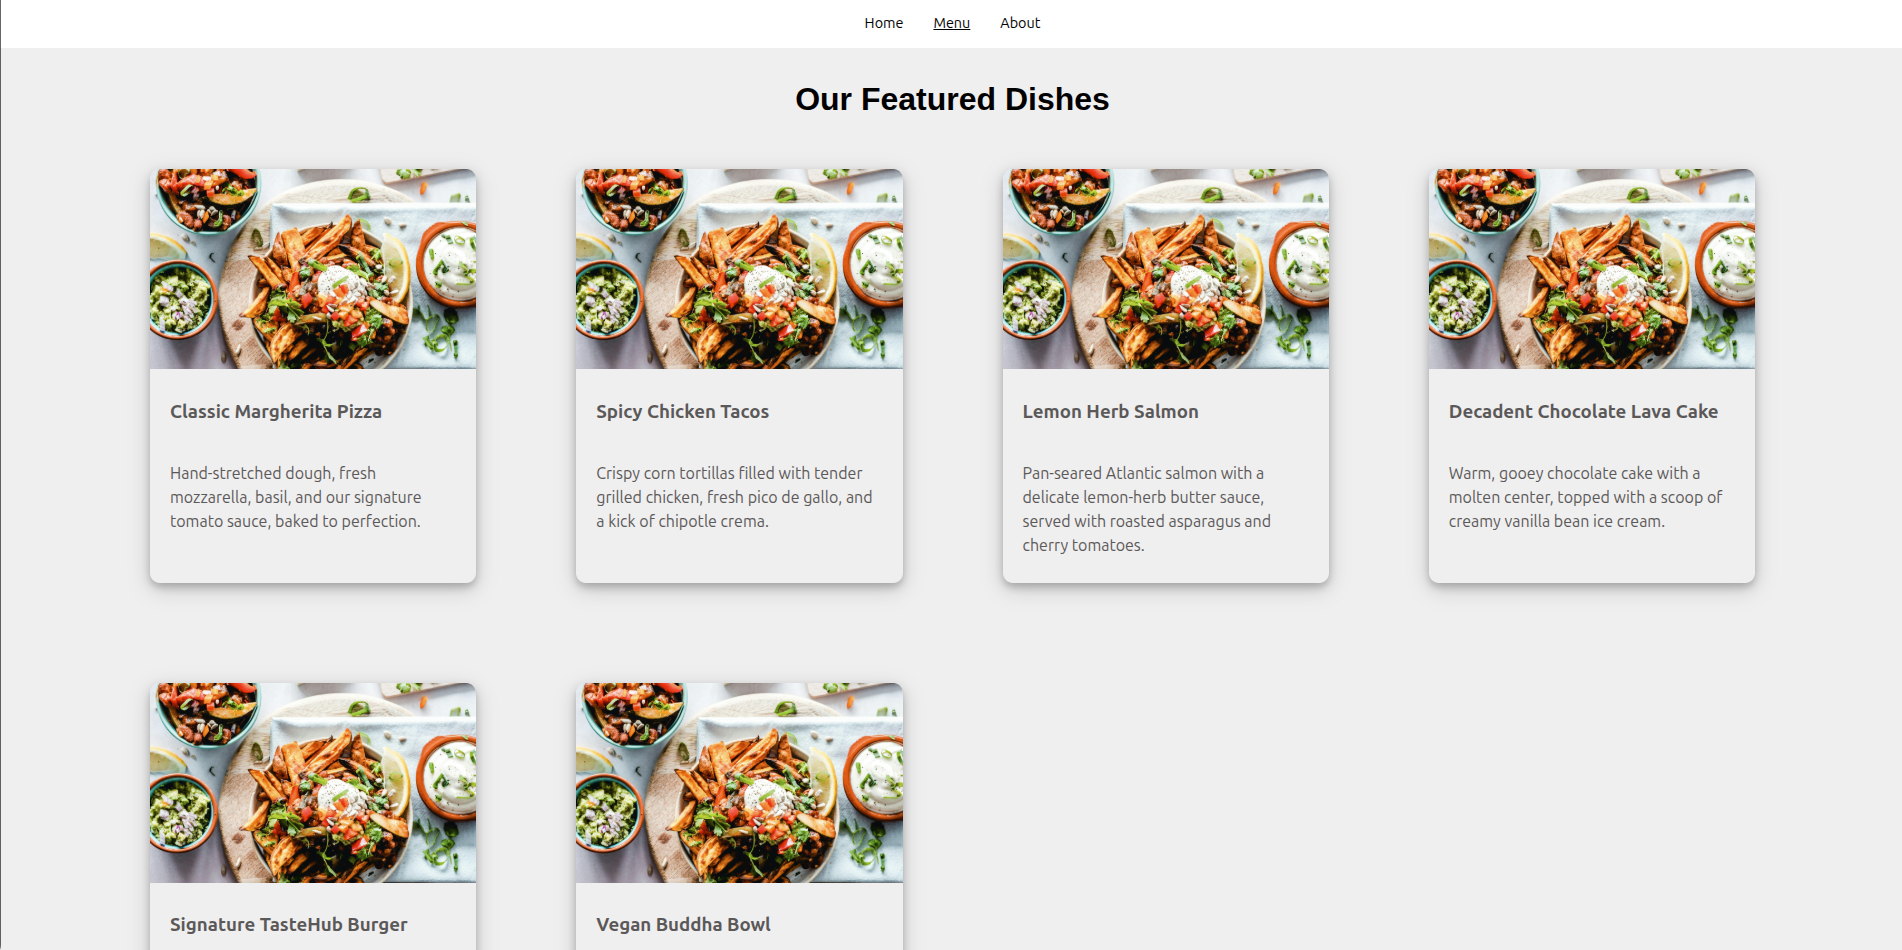 Home Menu About
Our Featured Dishes
Classic Margherita Pizza
Hand-stretched dough, fresh
mozzarella, basil, and our signature
tomato sauce, baked to perfection.
Spicy Chicken Tacos
Crispy corn tortillas filled with tender
grilled chicken, fresh pico de gallo, and
a kick of chipotle crema.
Lemon Herb Salmon
Pan-seared Atlantic salmon with a
delicate lemon-herb butter sauce,
served with roasted asparagus and
cherry tomatoes.
Decadent Chocolate Lava Cake
Warm, gooey chocolate cake with a
molten center, topped with a scoop of
creamy vanilla bean ice cream.
Signature TasteHub Burger
Vegan Buddha Bowl